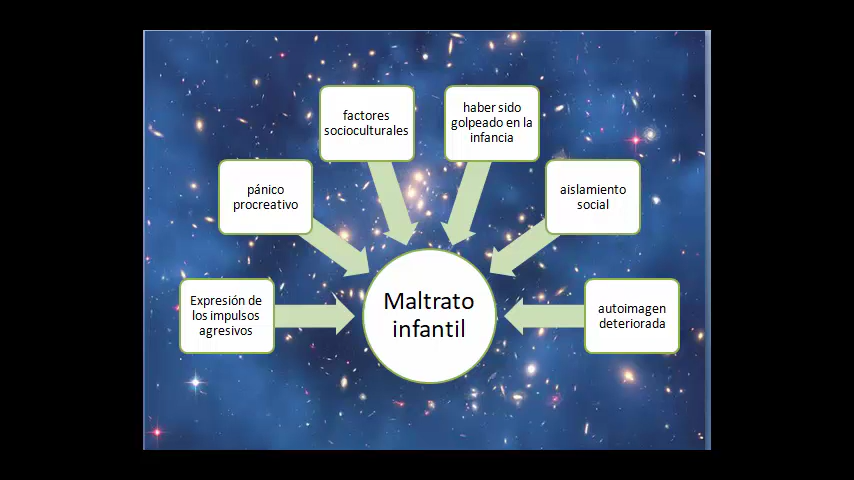 factores
socioculturales
haber sido
golpeado en la
infancia
pánico
procreativo
aislamiento
social
Expresión de
los impulsos
agresivos
Maltrato
infantil
autoimagen
deteriorada